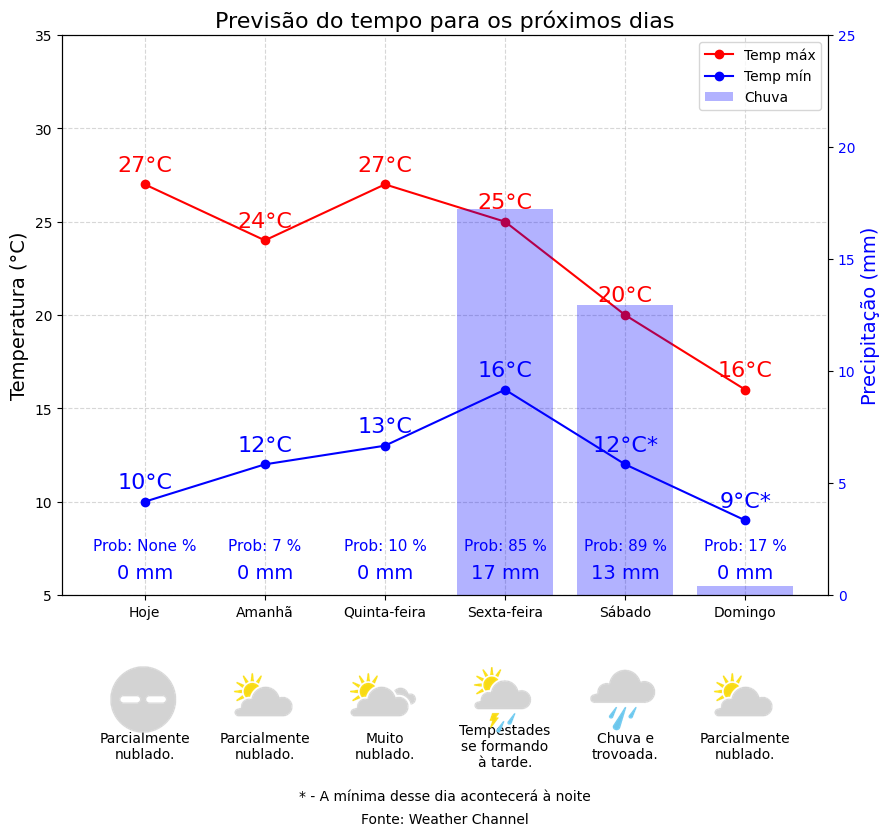 Previsão do tempo para os próximos dias
35
30
25
20
15
10
5
Temperatura (°C)
25
20
15
10
5
0
Precipitação (mm)
Temp máx
Temp mín
Chuva
27°C
24°C
27°C
25°C
20°C
16°C
10°C
12°C
13°C
16°C
12°C*
9°C*
Prob: None %
Prob: 7 %
Prob: 10 %
Prob: 85 %
Prob: 89 %
Prob: 17 %
0 mm
0 mm
0 mm
17 mm
13 mm
0 mm
Hoje
Amanhã
Quinta-feira
Sexta-feira
Sábado
Domingo
Parcialmente
nublado.
Parcialmente
nublado.
Muito
nublado.
Tempestades
se formando
à tarde.
Chuva e
trovoada.
Parcialmente
nublado.
* - A mínima desse dia acontecerá à noite
Fonte: Weather Channel